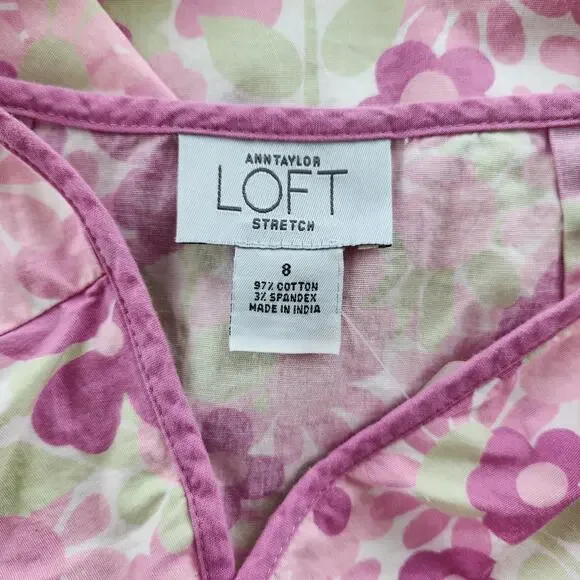 ANNTAYLOR
LOFT
STRETCH
8
97% COTTON
3% SPANDEX
MADE IN INDIA